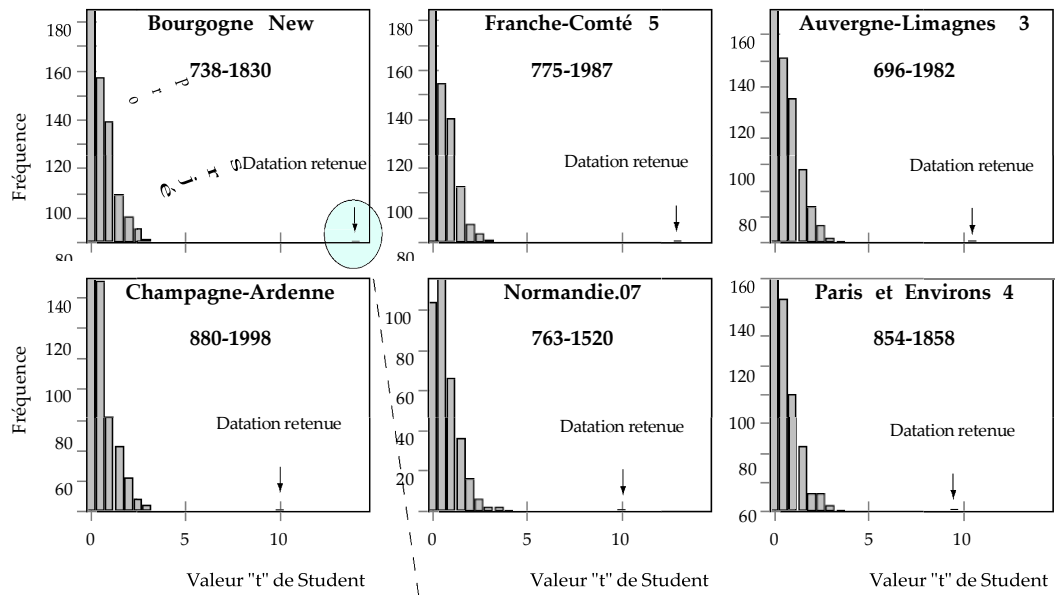 Bourgogne New
738-1830
Pro
jgrs
Datation retenue
Fréquence
180
160
140
120
100
80
Franche-Comté 5
775-1987
Datation retenue
180
160
140
120
100
80
Auvergne-Limagnes 3
696-1982
Datation retenue
160
140
120
100
80
Champagne-Ardenne
880-1998
Datation retenue
Fréquence
140
120
100
80
60
0 5 10
Valeur "t" de Student
Normandie.07
763-1520
Datation retenue
100
80
60
40
20
0 5 10
Valeur "t" de Student
Paris et Environs 4
854-1858
Datation retenue
160
140
120
100
80
60
0 5 10
Valeur "t" de Student